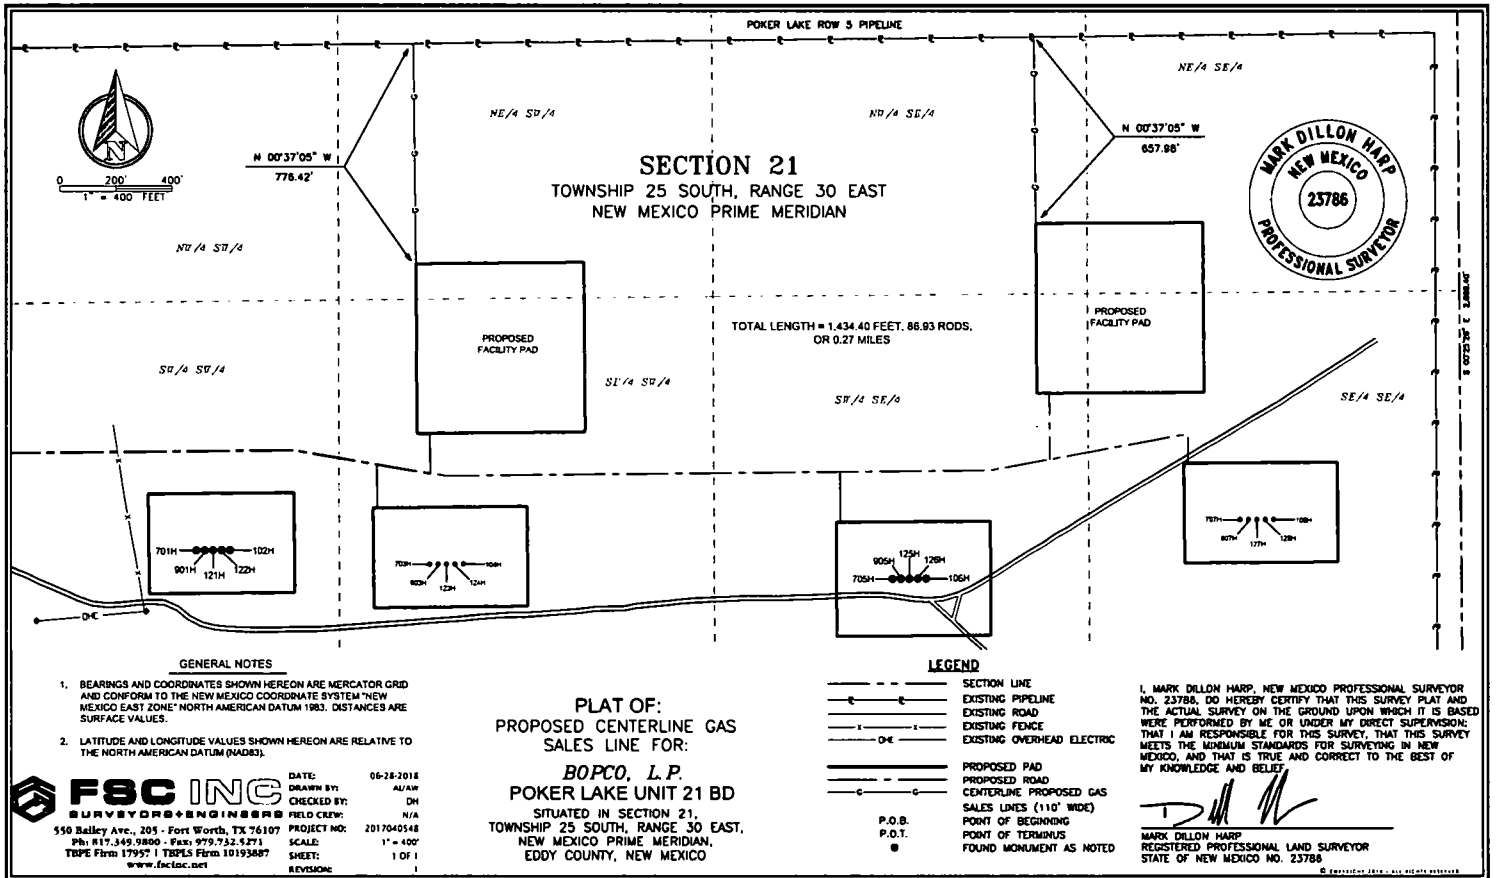 POKER LAKE ROW 5 PIPELINE
NE/4 SE/4
NE/4 SW/4
NW/4 SE/4
N 00°37'05" W
657.98'
N 00°37'05" W
776.42'
N
0 200' 400'
1" = 400 FEET
SECTION 21
TOWNSHIP 25 SOUTH, RANGE 30 EAST
NEW MEXICO PRIME MERIDIAN
MARK DILLON HARP
NEW MEXICO
23786
PROFESSIONAL SURVEYOR
NW/4 SW/4
PROPOSED
FACILITY PAD
TOTAL LENGTH = 1,434.40 FEET, 86.93 RODS,
OR 0.27 MILES
PROPOSED
FACILITY PAD
SW/4 SW/4
SE/4 SW/4
SW/4 SE/4
SE/4 SE/4
701H
102H
901H
121H
122H
703H
903H
123H
705H
905H
125H
126H
106H
OHE
GENERAL NOTES
1. BEARINGS AND COORDINATES SHOWN HEREON ARE MERCATOR GRID
AND CONFORM TO THE NEW MEXICO COORDINATE SYSTEM "NEW
MEXICO EAST ZONE" NORTH AMERICAN DATUM 1983. DISTANCES ARE
SURFACE VALUES.
2. LATITUDE AND LONGITUDE VALUES SHOWN HEREON ARE RELATIVE TO
THE NORTH AMERICAN DATUM (NAD83).
FSC INC
SURVEYORS+ENGINEERS
550 Bailey Ave., 205 - Fort Worth, TX 76107
Ph: 817.349.9800 - Fax: 979.732.5271
TBPE Firm 17957 | TBPLS Firm 10193887
www.fscinc.net
DATE: 06-28-2018
DRAWN BY: AL/AW
CHECKED BY: DH
FIELD CREW: N/A
PROJECT NO: 2017040548
SCALE: 1" = 400'
SHEET: 1 OF 1
REVISION:
PLAT OF:
PROPOSED CENTERLINE GAS
SALES LINE FOR:
BOPCO, L.P.
POKER LAKE UNIT 21 BD
SITUATED IN SECTION 21,
TOWNSHIP 25 SOUTH, RANGE 30 EAST,
NEW MEXICO PRIME MERIDIAN,
EDDY COUNTY, NEW MEXICO
LEGEND
SECTION LINE
EXISTING PIPELINE
EXISTING ROAD
EXISTING FENCE
OHE EXISTING OVERHEAD ELECTRIC
PROPOSED PAD
PROPOSED ROAD
CENTERLINE PROPOSED GAS
SALES LINES (110' WIDE)
P.O.B. POINT OF BEGINNING
P.O.T. POINT OF TERMINUS
FOUND MONUMENT AS NOTED
I, MARK DILLON HARP, NEW MEXICO PROFESSIONAL SURVEYOR
NO. 23786, DO HEREBY CERTIFY THAT THIS SURVEY PLAT AND
THE ACTUAL SURVEY ON THE GROUND UPON WHICH IT IS BASED
WERE PERFORMED BY ME OR UNDER MY DIRECT SUPERVISION;
THAT I AM RESPONSIBLE FOR THIS SURVEY, THAT THIS SURVEY
MEETS THE MINIMUM STANDARDS FOR SURVEYING IN NEW
MEXICO, AND THAT IS TRUE AND CORRECT TO THE BEST OF
MY KNOWLEDGE AND BELIEF.
MARK DILLON HARP
REGISTERED PROFESSIONAL LAND SURVEYOR
STATE OF NEW MEXICO NO. 23786